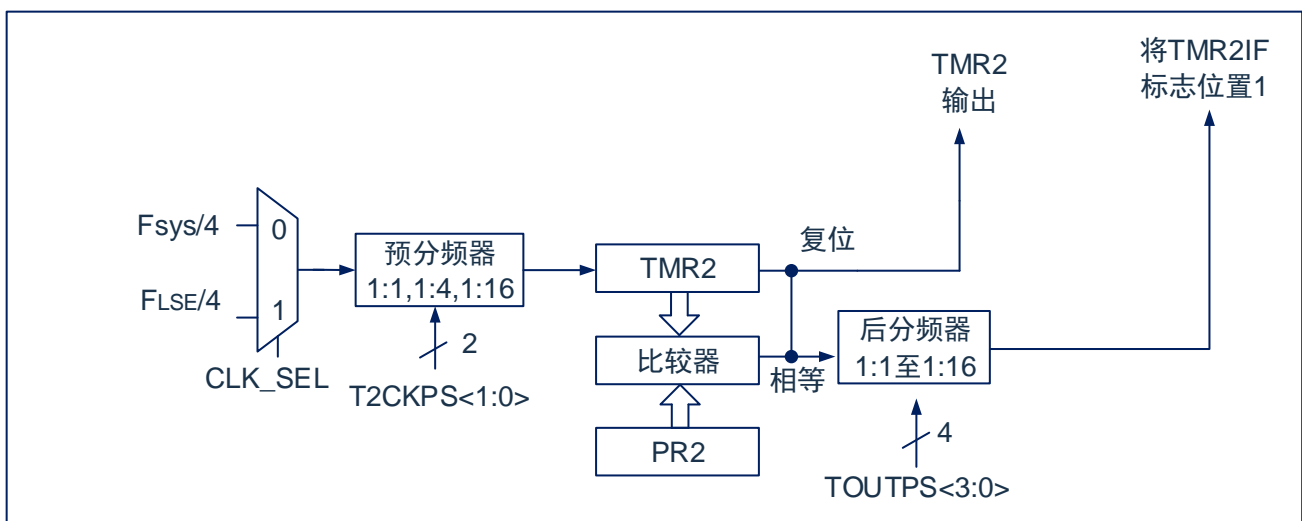 TMR2
输出
将TMR2IF
标志位置1
Fsys/4
0
FLSE/4
1
CLK_SEL
预分频器
1:1,1:4,1:16
2
T2CKPS<1:0>
TMR2
复位
比较器
相等
PR2
后分频器
1:1至1:16
4
TOUTPS<3:0>